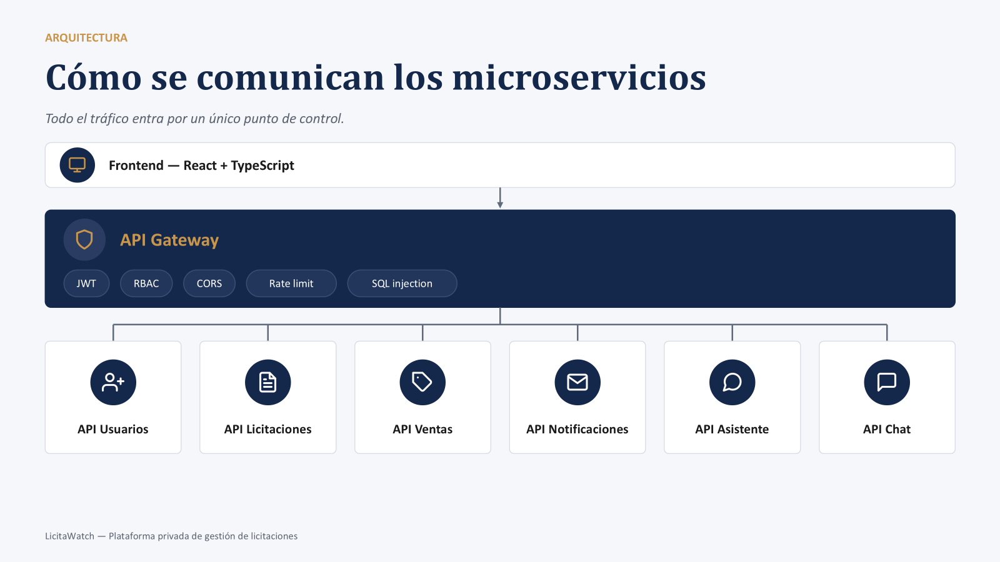 ARQUITECTURA
Cómo se comunican los microservicios
Todo el tráfico entra por un único punto de control.
Frontend — React + TypeScript
API Gateway
JWT
RBAC
CORS
Rate limit
SQL injection
API Usuarios
API Licitaciones
API Ventas
API Notificaciones
API Asistente
API Chat
LicitaWatch — Plataforma privada de gestión de licitaciones